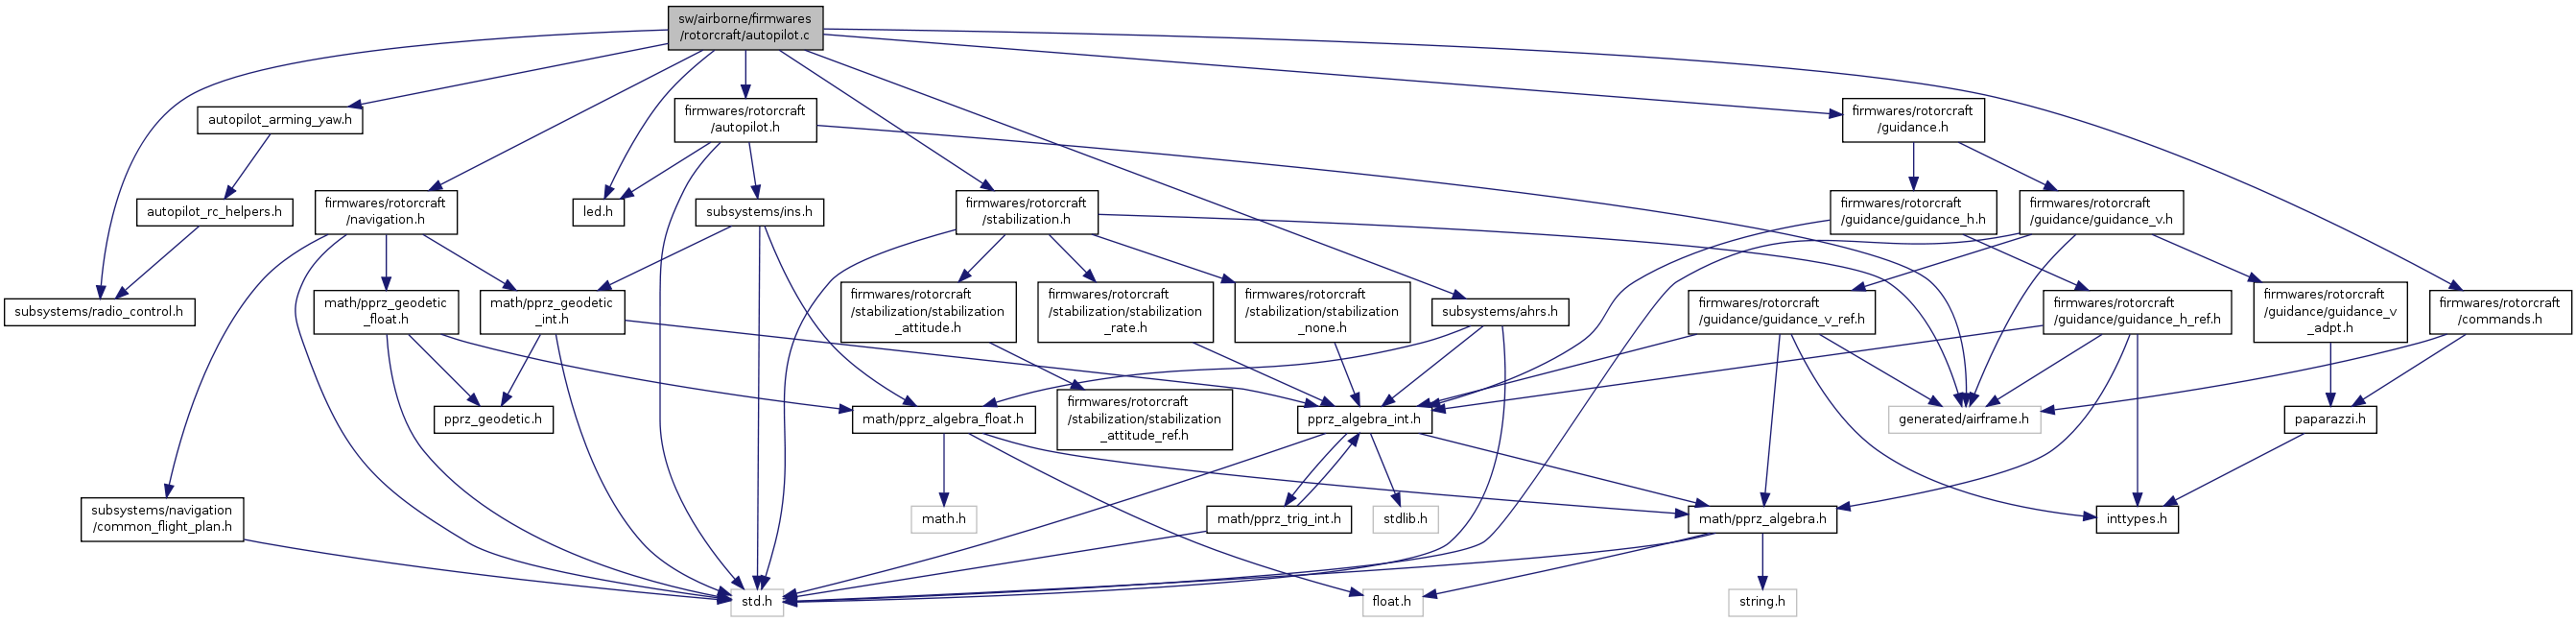 sw/airborne/firmwares
/rotorcraft/autopilot.c
firmwares/rotorcraft
/autopilot.h
firmwares/rotorcraft
/guidance.h
autopilot_arming_yaw.h
autopilot_rc_helpers.h
firmwares/rotorcraft
/navigation.h
led.h
subsystems/ins.h
firmwares/rotorcraft
/stabilization.h
firmwares/rotorcraft
/guidance/guidance_h.h
firmwares/rotorcraft
/guidance/guidance_v.h
subsystems/radio_control.h
math/pprz_geodetic
_float.h
math/pprz_geodetic
_int.h
firmwares/rotorcraft
/stabilization/stabilization
_attitude.h
firmwares/rotorcraft
/stabilization/stabilization
_rate.h
firmwares/rotorcraft
/stabilization/stabilization
_none.h
subsystems/ahrs.h
firmwares/rotorcraft
/guidance/guidance_v_ref.h
firmwares/rotorcraft
/guidance/guidance_h_ref.h
firmwares/rotorcraft
/guidance/guidance_v
_adpt.h
firmwares/rotorcraft
/commands.h
pprz_geodetic.h
math/pprz_algebra_float.h
firmwares/rotorcraft
/stabilization/stabilization
_attitude_ref.h
pprz_algebra_int.h
generated/airframe.h
paparazzi.h
subsystems/navigation
/common_flight_plan.h
math.h
math/pprz_trig_int.h
stdlib.h
math/pprz_algebra.h
inttypes.h
std.h
float.h
string.h